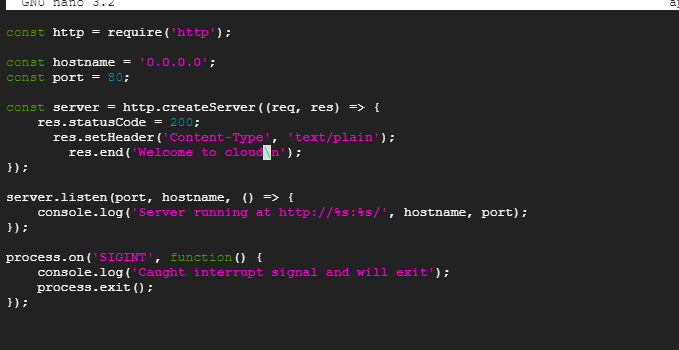 GNU nano 3.2
const http = require('http');
const hostname = '0.0.0.0';
const port = 80;
const server = http.createServer((req, res) => {
    res.statusCode = 200;
      res.setHeader('Content-Type', 'text/plain');
        res.end('Welcome to cloud\n');
});
server.listen(port, hostname, () => {
    console.log('Server running at http://%s:%s/', hostname, port);
});
process.on('SIGINT', function() {
    console.log('Caught interrupt signal and will exit');
    process.exit();
});